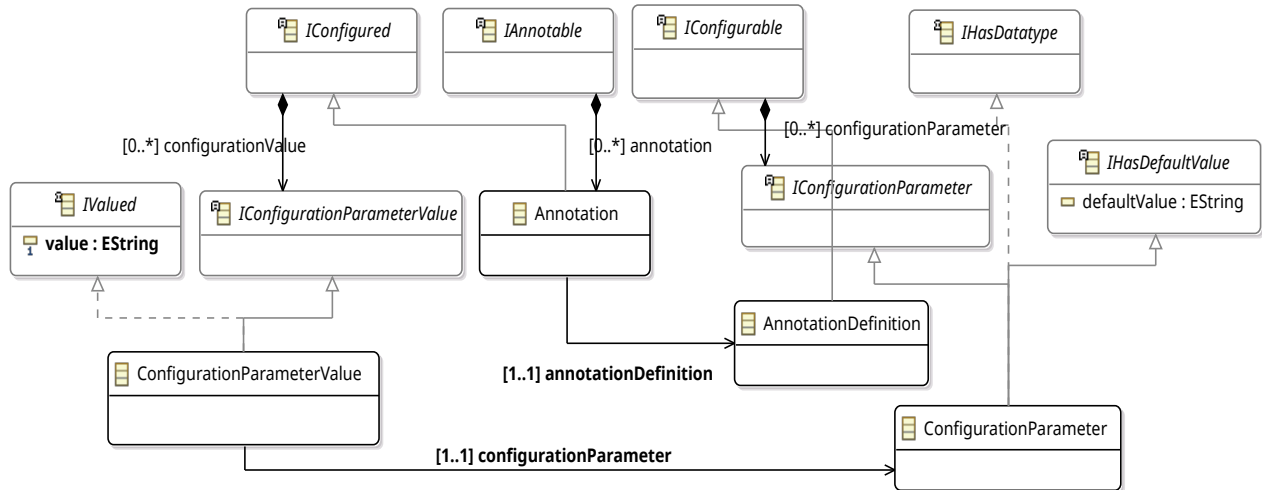 IConfigured
IAnnotable
IConfigurable
IHasDatatype
[0..*] configurationValue
[0..*] annotation
[0..*] configurationParameter
IHasDefaultValue
defaultValue : EString
IValued
1 value : EString
IConfigurationParameterValue
Annotation
IConfigurationParameter
AnnotationDefinition
[1..1] annotationDefinition
ConfigurationParameterValue
ConfigurationParameter
[1..1] configurationParameter